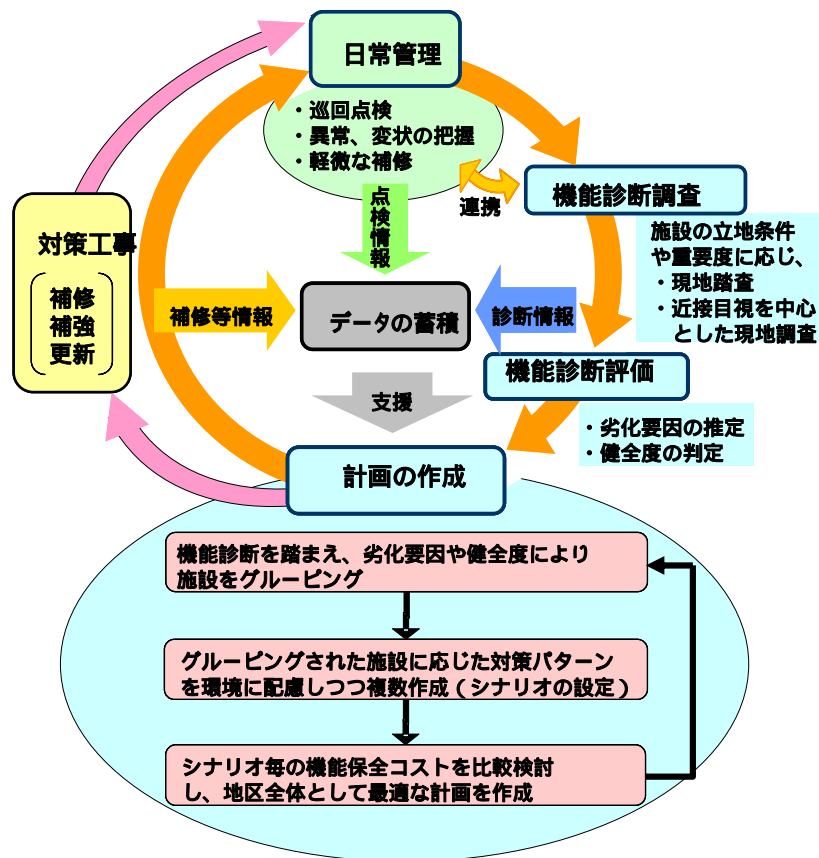 日常管理
・巡回点検
・異常、変状の把握
・軽微な補修
点検情報
連携
機能診断調査
施設の立地条件
や重要度に応じ、
・現地踏査
・近接目視を中心
とした現地調査
対策工事
補修
補強
更新
補修等情報
データの蓄積
診断情報
機能診断評価
・劣化要因の推定
・健全度の判定
支援
計画の作成
機能診断を踏まえ、劣化要因や健全度により
施設をグルーピング
グルーピングされた施設に応じた対策パターン
を環境に配慮しつつ複数作成（シナリオの設定）
シナリオ毎の機能保全コストを比較検討
し、地区全体として最適な計画を作成